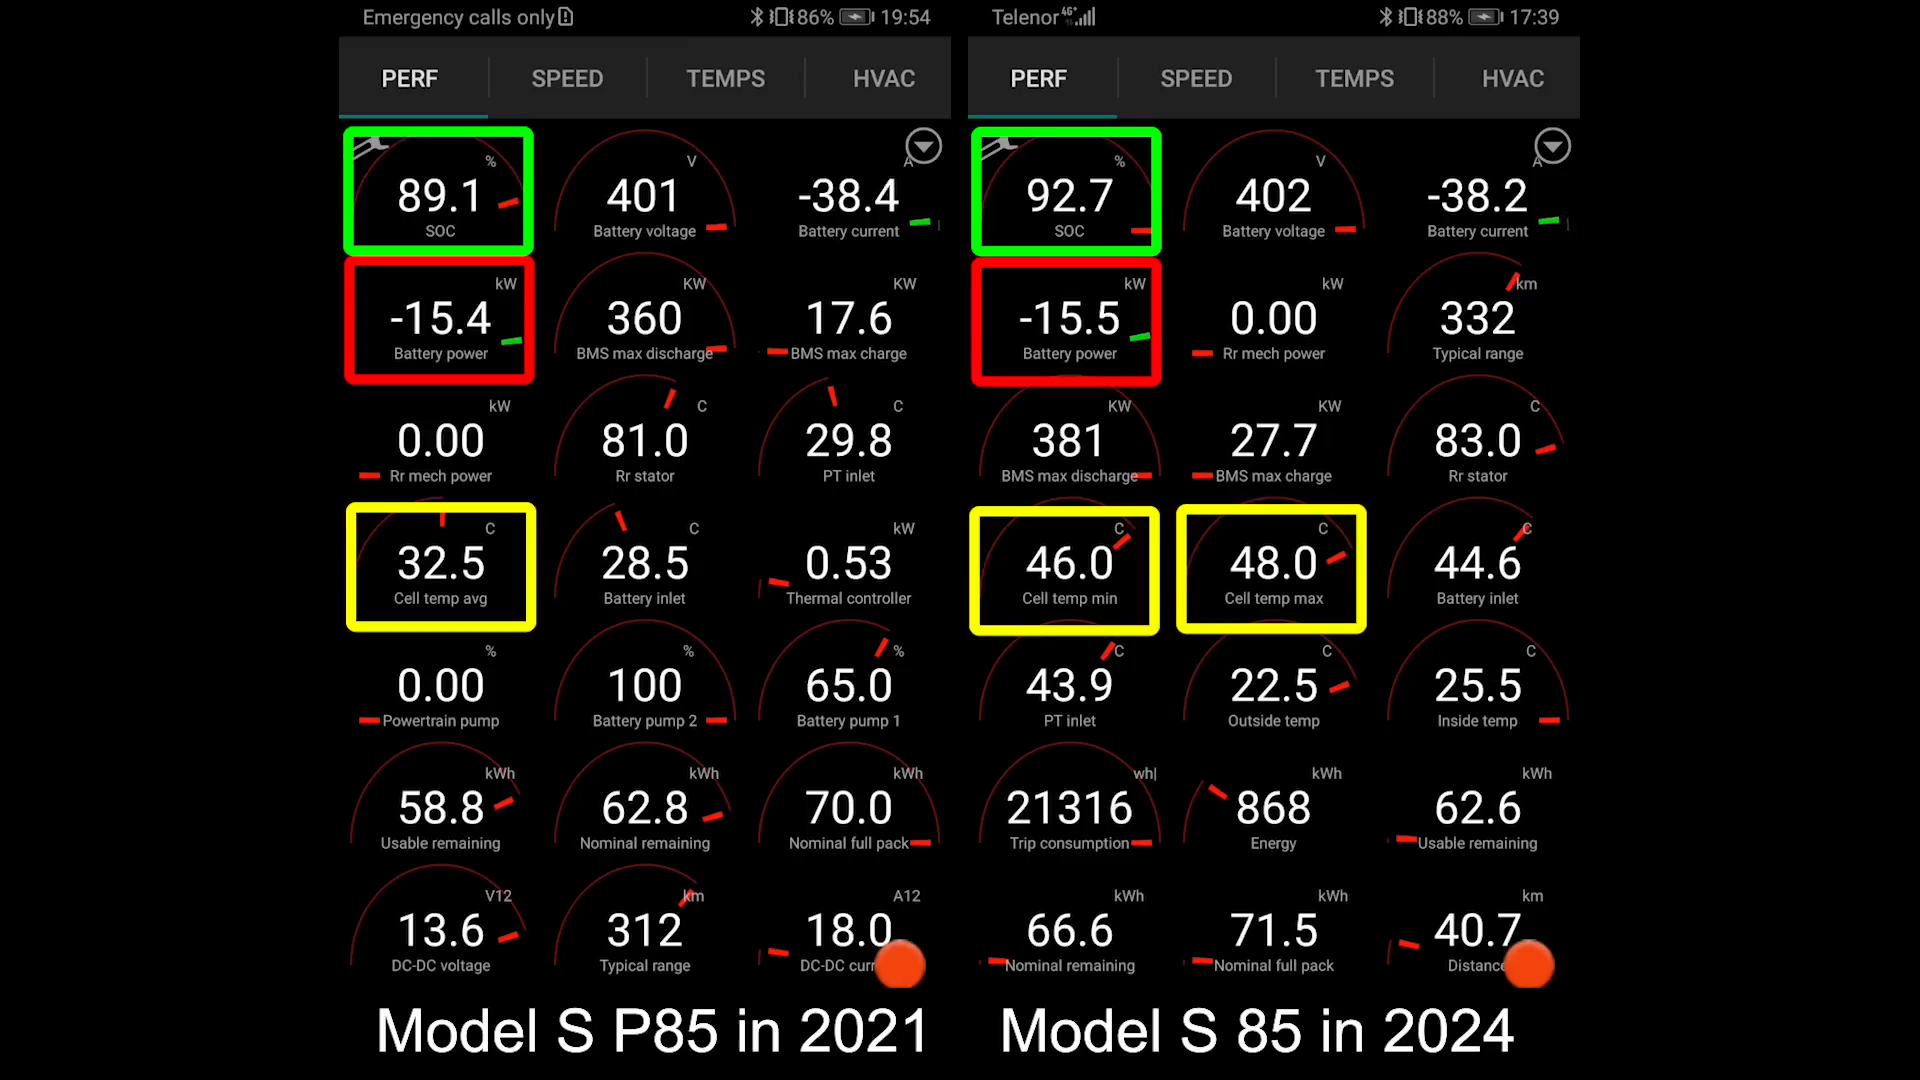 Emergency calls only 86% 19:54
PERF SPEED TEMPS HVAC
% V A
89.1 401 -38.4
SOC Battery voltage Battery current
kW KW KW
-15.4 360 17.6
Battery power BMS max discharge BMS max charge
kW C C
0.00 81.0 29.8
Rr mech power Rr stator PT inlet
C C kW
32.5 28.5 0.53
Cell temp avg Battery inlet Thermal controller
% % %
0.00 100 65.0
Powertrain pump Battery pump 2 Battery pump 1
kWh kWh kWh
58.8 62.8 70.0
Usable remaining Nominal remaining Nominal full pack
V12 km A12
13.6 312 18.0
DC-DC voltage Typical range DC-DC curr
Model S P85 in 2021
Telenor 4G+ 88% 17:39
PERF SPEED TEMPS HVAC
% V A
92.7 402 -38.2
SOC Battery voltage Battery current
kW kW km
-15.5 0.00 332
Battery power Rr mech power Typical range
KW KW C
381 27.7 83.0
BMS max discharge BMS max charge Rr stator
C C C
46.0 48.0 44.6
Cell temp min Cell temp max Battery inlet
C C C
43.9 22.5 25.5
PT inlet Outside temp Inside temp
wh| kWh kWh
21316 868 62.6
Trip consumption Energy Usable remaining
kWh kWh km
66.6 71.5 40.7
Nominal remaining Nominal full pack Distance
Model S 85 in 2024